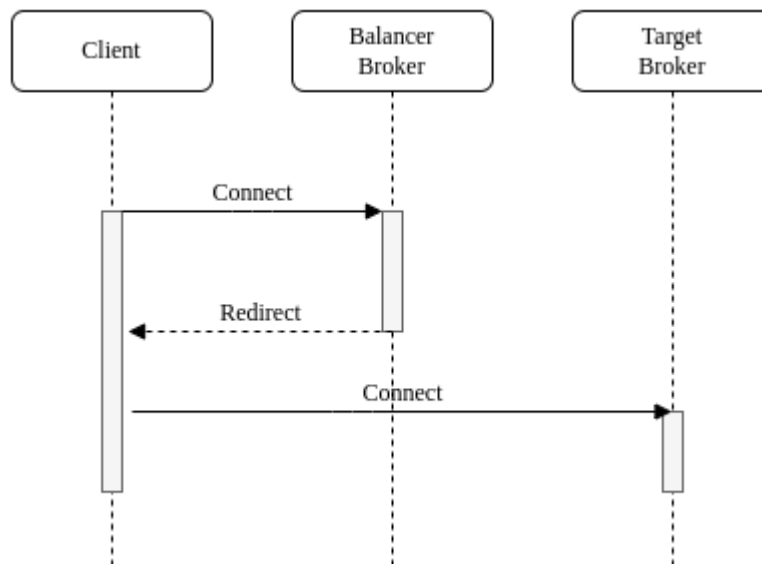 Client
Balancer
Broker
Target
Broker
Connect
Redirect
Connect